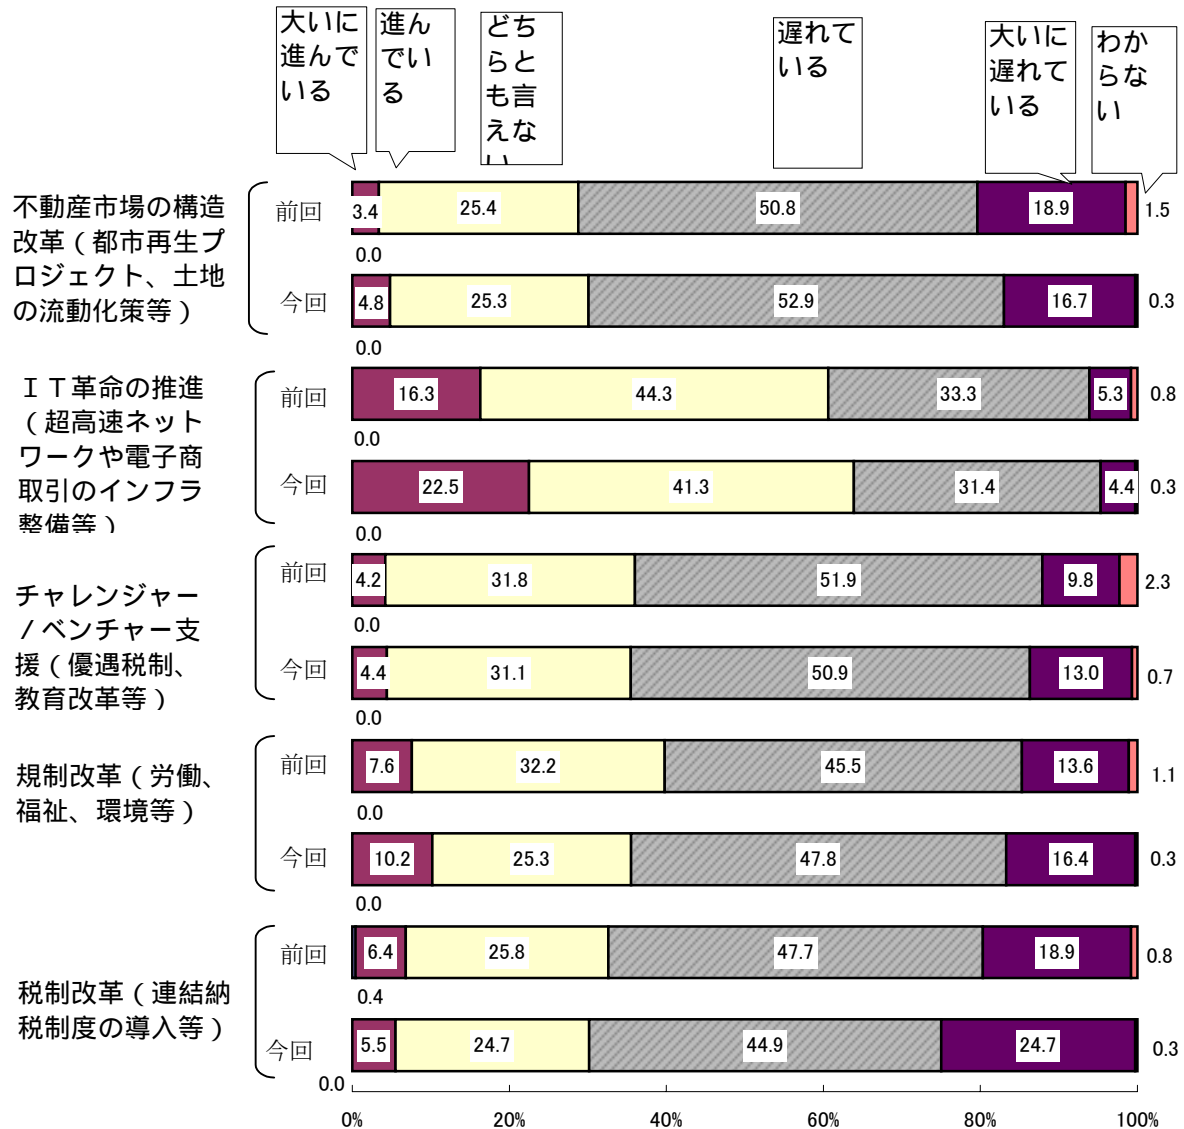 大いに
進んで
いる
進ん
でい
る
どち
らと
も言
えな
い
遅れて
いる
大いに
遅れて
いる
わか
らな
い
不動産市場の構造
改革（都市再生プ
ロジェクト、土地
の流動化策等）
前回
3.4
25.4
50.8
18.9
1.5
0.0
今回
4.8
25.3
52.9
16.7
0.3
0.0
ＩＴ革命の推進
（超高速ネット
ワークや電子商
取引のインフラ
整備等）
前回
16.3
44.3
33.3
5.3
0.8
0.0
今回
22.5
41.3
31.4
4.4
0.3
0.0
チャレンジャー
／ベンチャー支
援（優遇税制、
教育改革等）
前回
4.2
31.8
51.9
9.8
2.3
0.0
今回
4.4
31.1
50.9
13.0
0.7
0.0
規制改革（労働、
福祉、環境等）
前回
7.6
32.2
45.5
13.6
1.1
0.0
今回
10.2
25.3
47.8
16.4
0.3
0.0
税制改革（連結納
税制度の導入等）
前回
6.4
25.8
47.7
18.9
0.8
0.4
今回
5.5
24.7
44.9
24.7
0.3
0.0
0%
20%
40%
60%
80%
100%